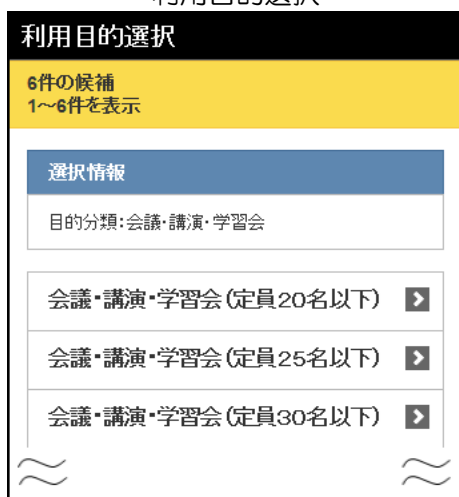 利用目的選択
6件の候補
1～6件を表示
選択情報
目的分類:会議・講演・学習会
会議・講演・学習会(定員20名以下)
会議・講演・学習会(定員25名以下)
会議・講演・学習会(定員30名以下)